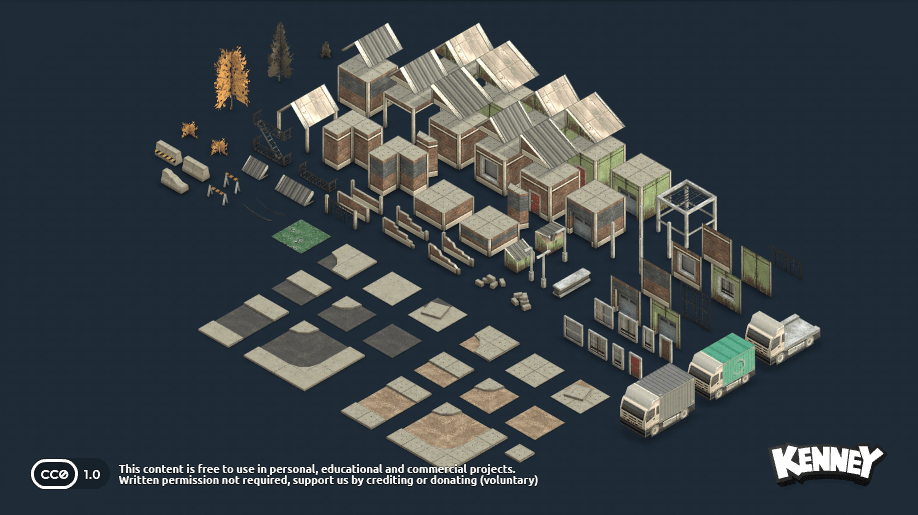 CC0 1.0
This content is free to use in personal, educational and commercial projects.
Written permission not required, support us by crediting or donating (voluntary)
KENNEY